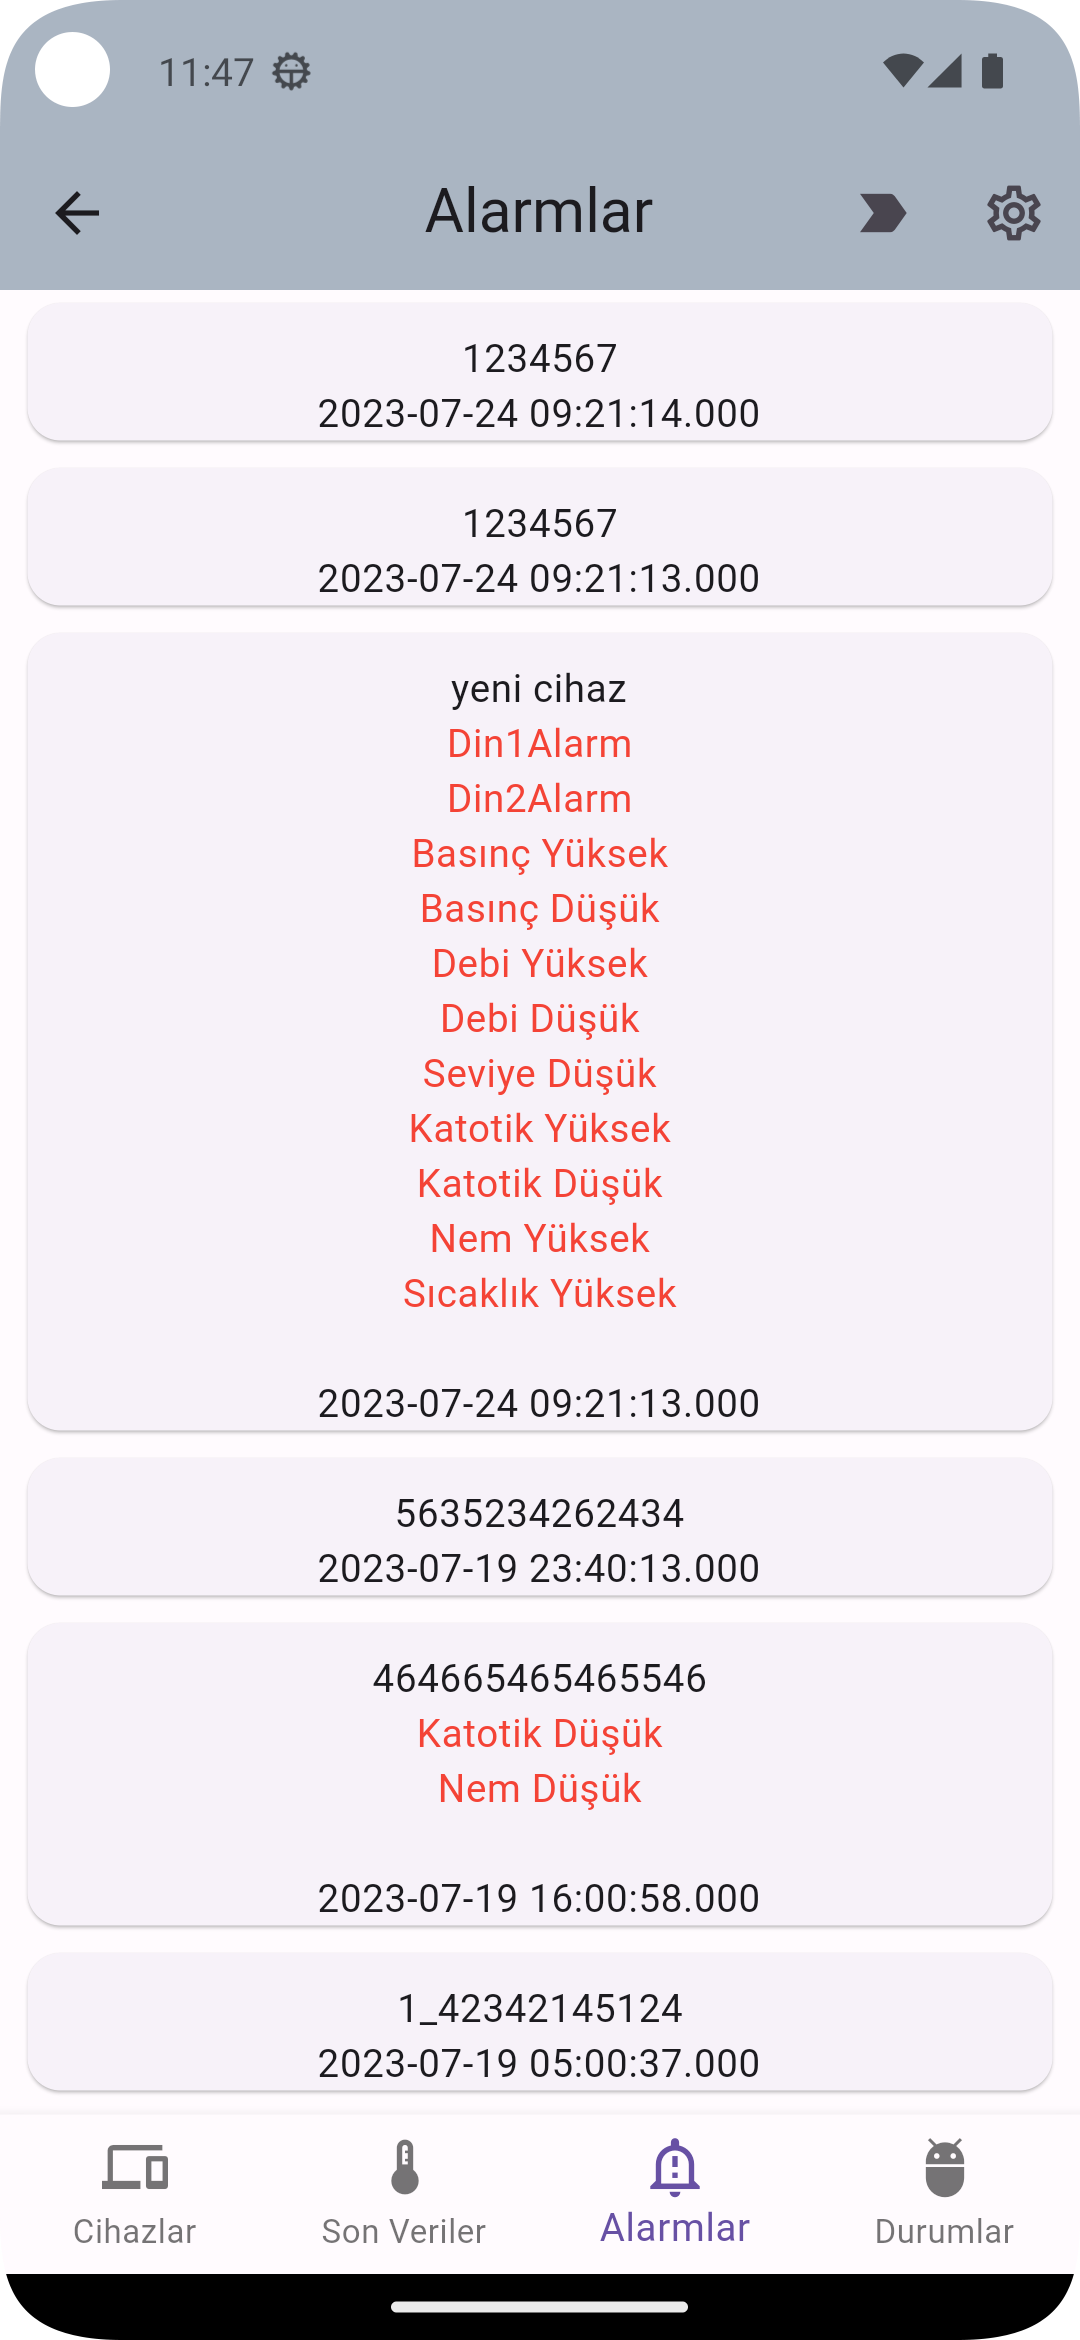 11:47
Alarmlar
1234567
2023-07-24 09:21:14.000
1234567
2023-07-24 09:21:13.000
yeni cihaz
Din1Alarm
Din2Alarm
Basınç Yüksek
Basınç Düşük
Debi Yüksek
Debi Düşük
Seviye Düşük
Katotik Yüksek
Katotik Düşük
Nem Yüksek
Sıcaklık Yüksek
2023-07-24 09:21:13.000
5635234262434
2023-07-19 23:40:13.000
464665465465546
Katotik Düşük
Nem Düşük
2023-07-19 16:00:58.000
1_42342145124
2023-07-19 05:00:37.000
Cihazlar
Son Veriler
Alarmlar
Durumlar